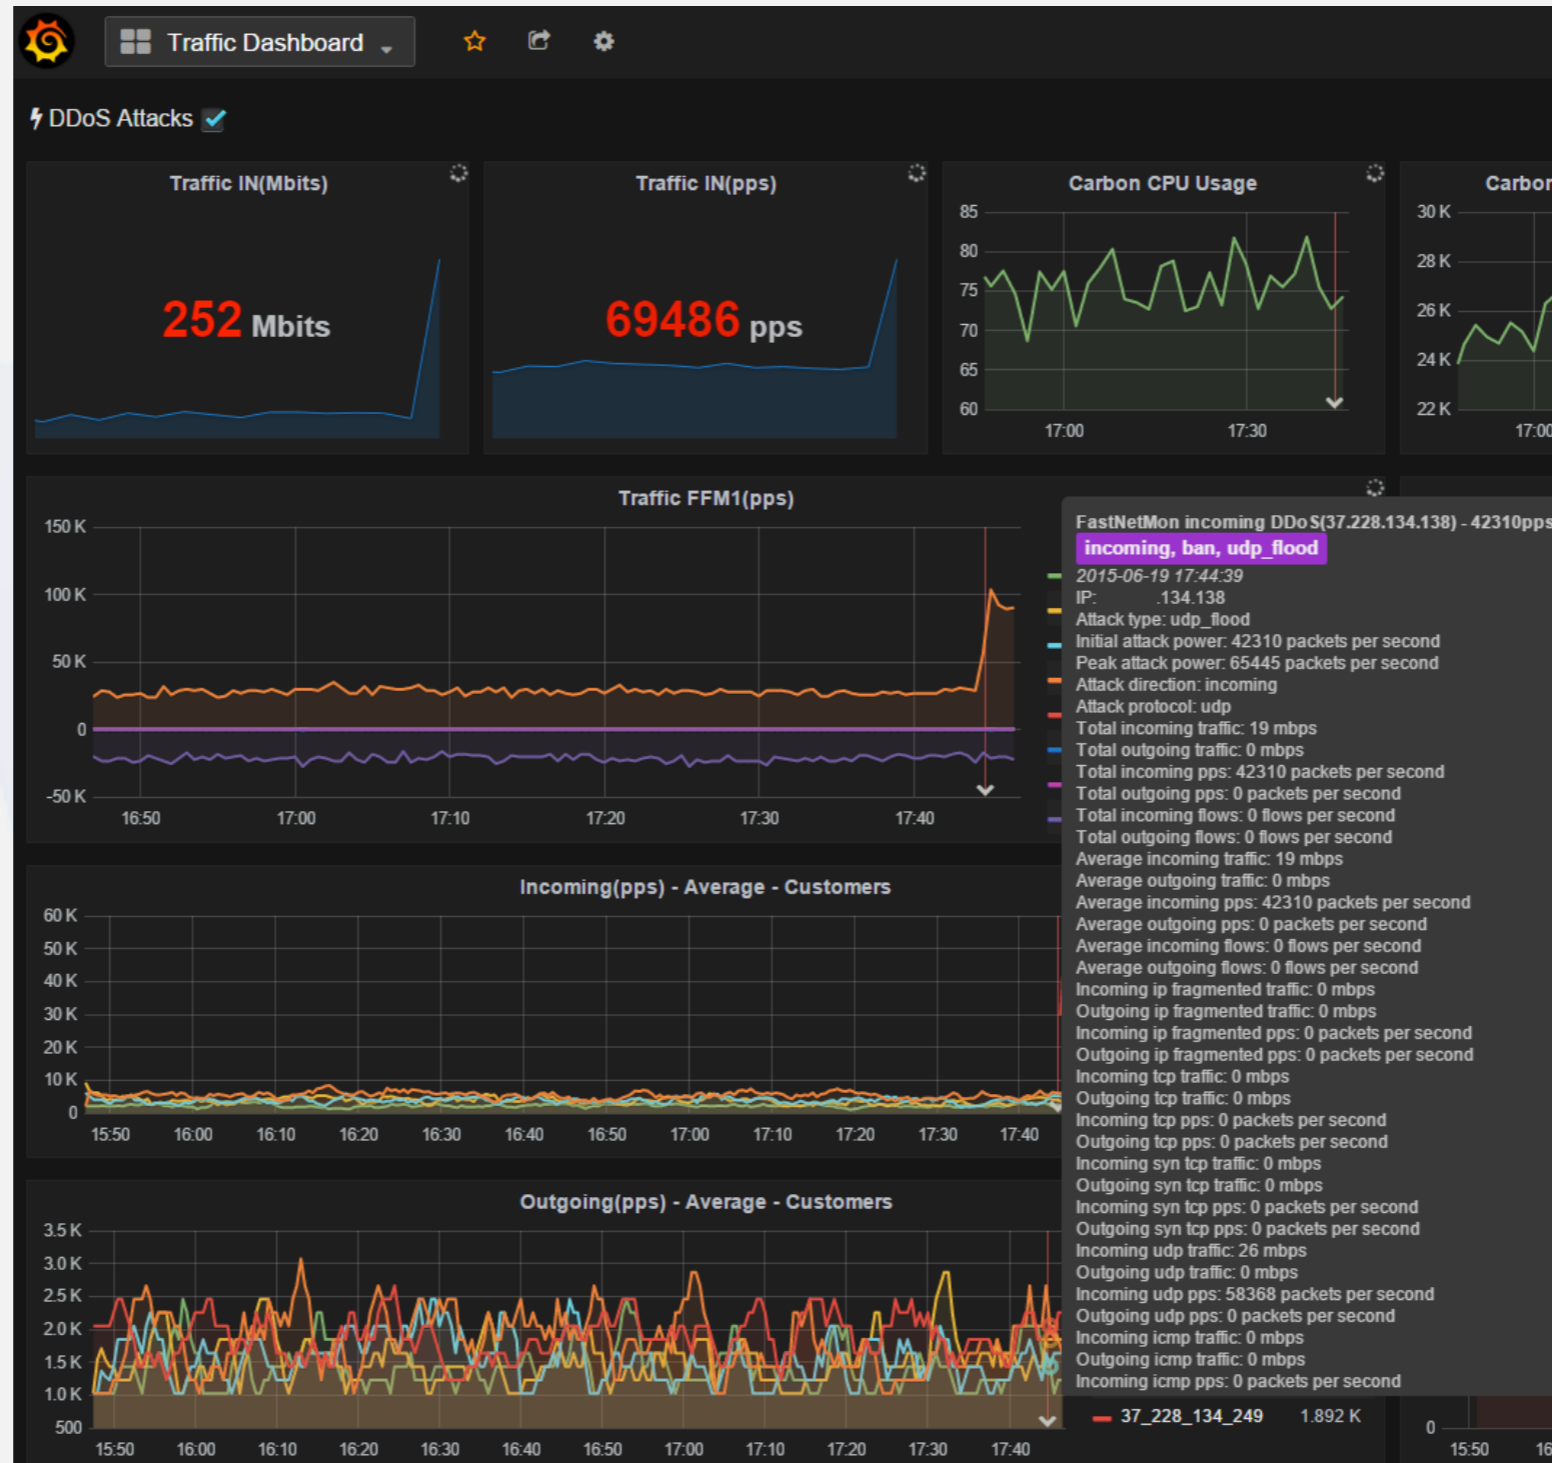 Traffic Dashboard
DDoS Attacks
Traffic IN(Mbits)
252 Mbits
Traffic IN(pps)
69486 pps
Carbon CPU Usage
85
80
75
70
65
60
17:00 17:30
Carbon
30 K
28 K
26 K
24 K
22 K
17:00
Traffic FFM1(pps)
150 K
100 K
50 K
0
-50 K
16:50 17:00 17:10 17:20 17:30 17:40
FastNetMon incoming DDoS(37.228.134.138) - 42310pps
incoming, ban, udp_flood
2015-06-19 17:44:39
IP: .134.138
Attack type: udp_flood
Initial attack power: 42310 packets per second
Peak attack power: 65445 packets per second
Attack direction: incoming
Attack protocol: udp
Total incoming traffic: 19 mbps
Total outgoing traffic: 0 mbps
Total incoming pps: 42310 packets per second
Total outgoing pps: 0 packets per second
Total incoming flows: 0 flows per second
Total outgoing flows: 0 flows per second
Average incoming traffic: 19 mbps
Average outgoing traffic: 0 mbps
Average incoming pps: 42310 packets per second
Average outgoing pps: 0 packets per second
Average incoming flows: 0 flows per second
Average outgoing flows: 0 flows per second
Incoming ip fragmented traffic: 0 mbps
Outgoing ip fragmented traffic: 0 mbps
Incoming ip fragmented pps: 0 packets per second
Outgoing ip fragmented pps: 0 packets per second
Incoming tcp traffic: 0 mbps
Outgoing tcp traffic: 0 mbps
Incoming tcp pps: 0 packets per second
Outgoing tcp pps: 0 packets per second
Incoming syn tcp traffic: 0 mbps
Outgoing syn tcp traffic: 0 mbps
Incoming syn tcp pps: 0 packets per second
Outgoing syn tcp pps: 0 packets per second
Incoming udp traffic: 26 mbps
Outgoing udp traffic: 0 mbps
Incoming udp pps: 58368 packets per second
Outgoing udp pps: 0 packets per second
Incoming icmp traffic: 0 mbps
Outgoing icmp traffic: 0 mbps
Incoming icmp pps: 0 packets per second
Incoming(pps) - Average - Customers
60 K
50 K
40 K
30 K
20 K
10 K
0
15:50 16:00 16:10 16:20 16:30 16:40 16:50 17:00 17:10 17:20 17:30 17:40
Outgoing(pps) - Average - Customers
3.5 K
3.0 K
2.5 K
2.0 K
1.5 K
1.0 K
500
15:50 16:00 16:10 16:20 16:30 16:40 16:50 17:00 17:10 17:20 17:30 17:40
37_228_134_249 1.892 K
0
15:50 16